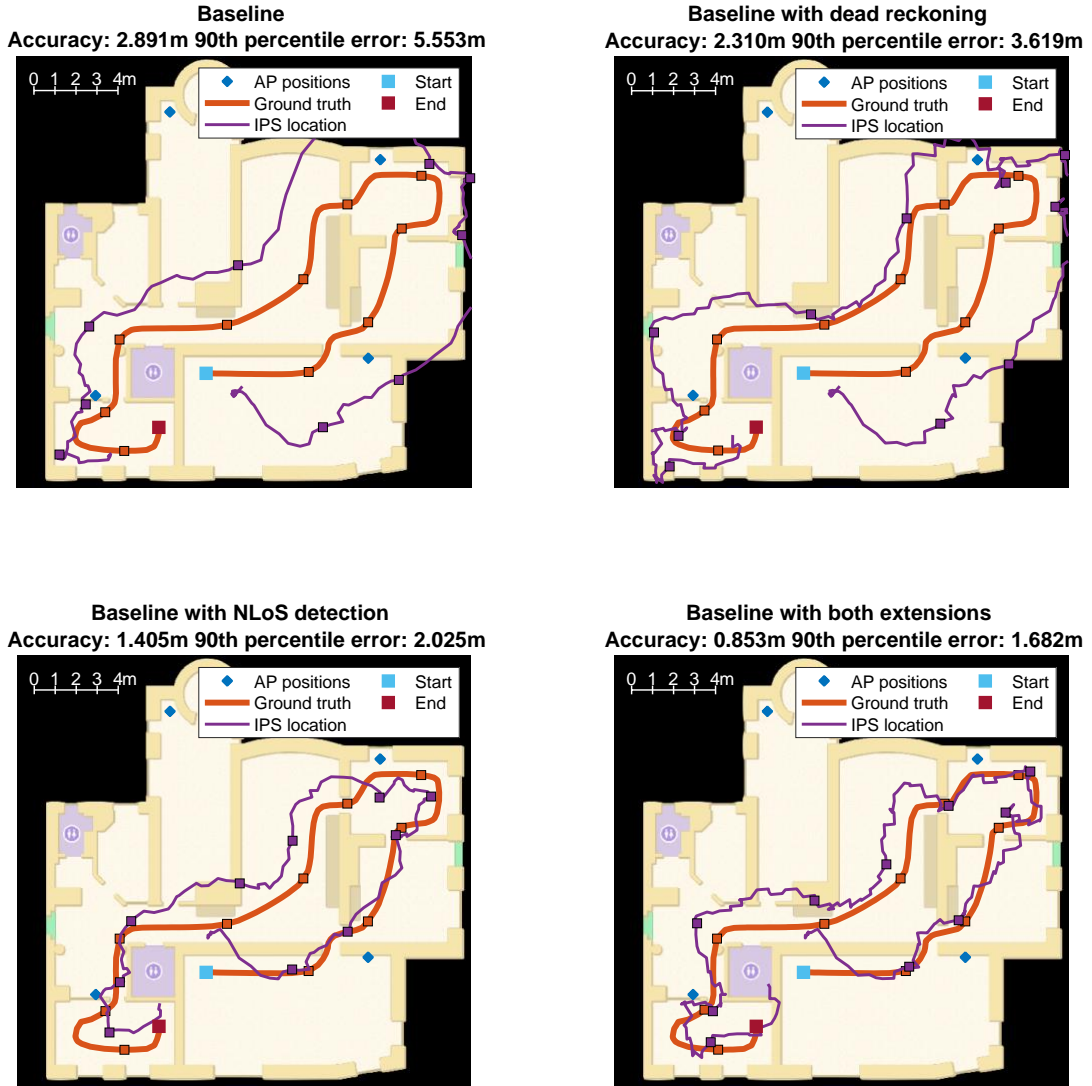 Baseline
Accuracy: 2.891m 90th percentile error: 5.553m
0 1 2 3 4m
AP positions
Start
Ground truth
End
IPS location
Baseline with dead reckoning
Accuracy: 2.310m 90th percentile error: 3.619m
0 1 2 3 4m
AP positions
Start
Ground truth
End
IPS location
Baseline with NLoS detection
Accuracy: 1.405m 90th percentile error: 2.025m
0 1 2 3 4m
AP positions
Start
Ground truth
End
IPS location
Baseline with both extensions
Accuracy: 0.853m 90th percentile error: 1.682m
0 1 2 3 4m
AP positions
Start
Ground truth
End
IPS location